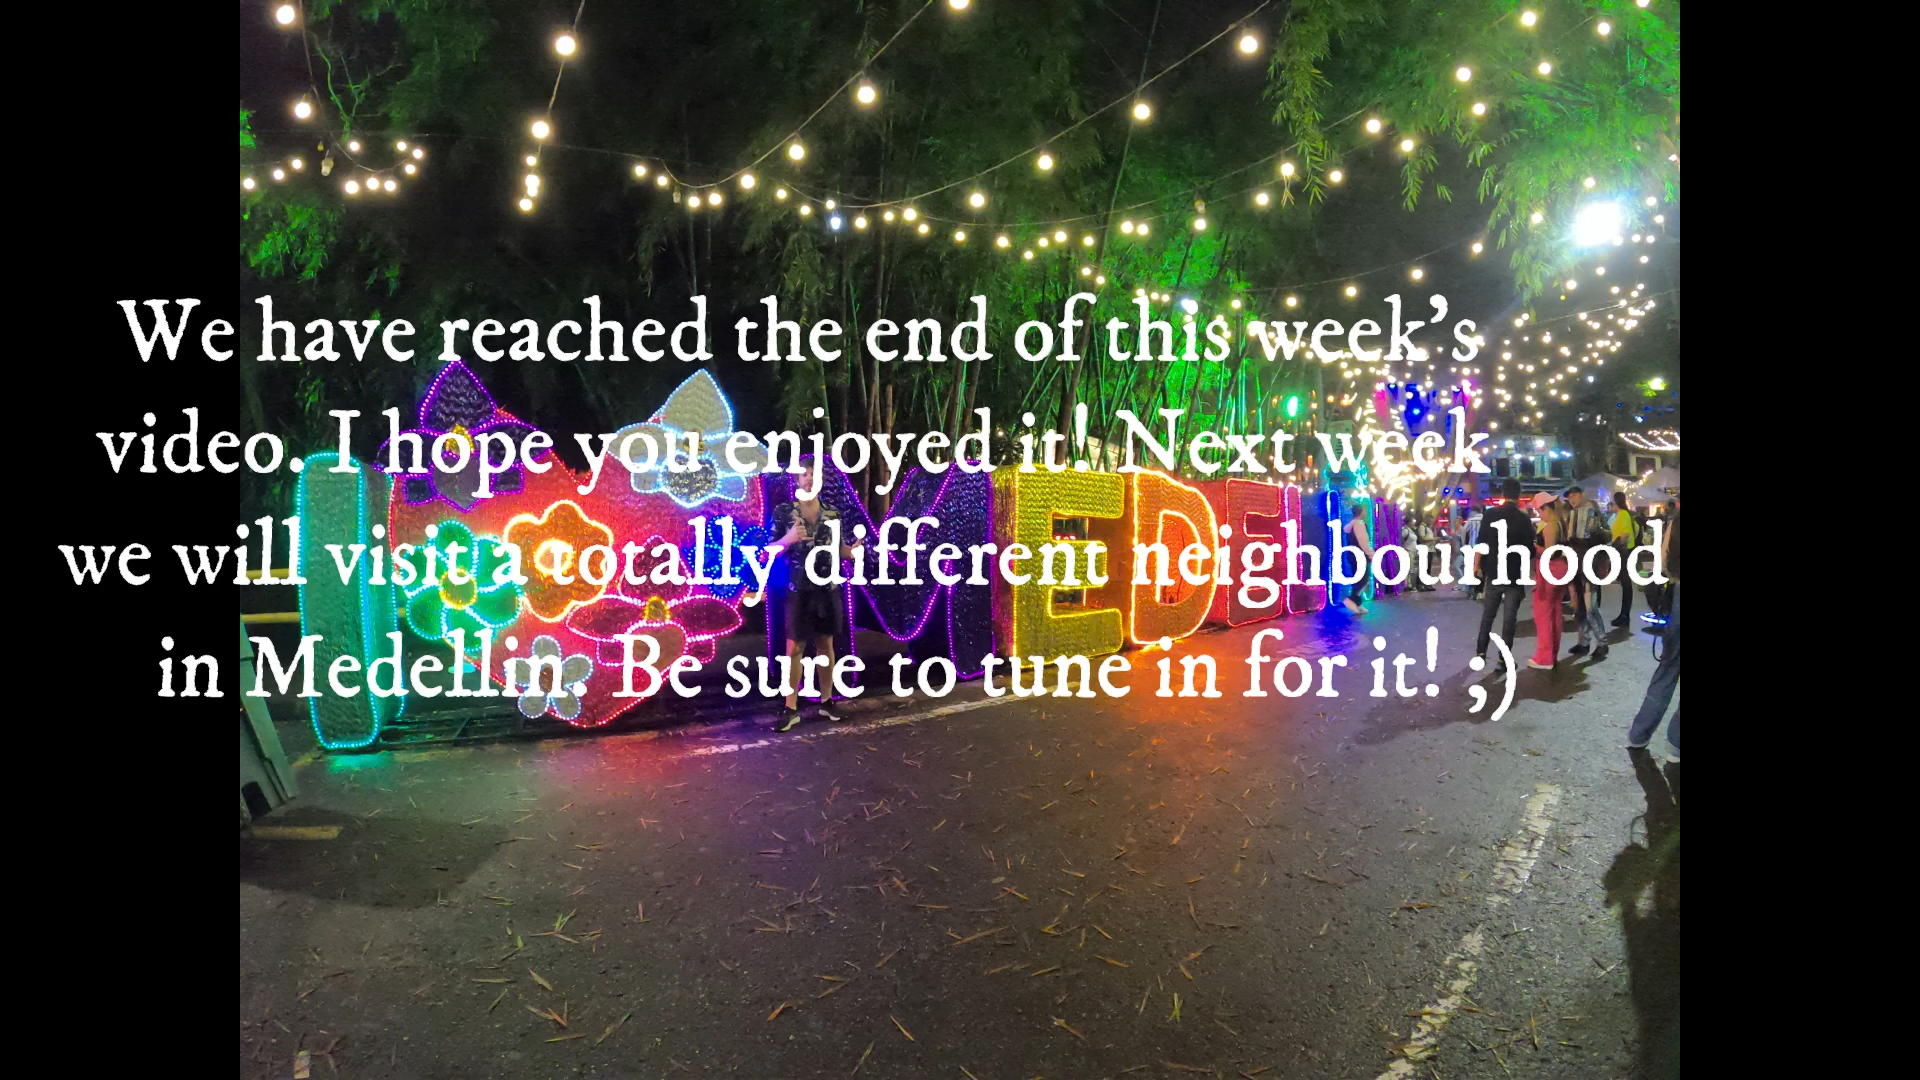 We have reached the end of this week's
video. I hope you enjoyed it! Next week
we will visit a totally different neighbourhood
in Medellin. Be sure to tune in for it! ;)
I MEDELLIN